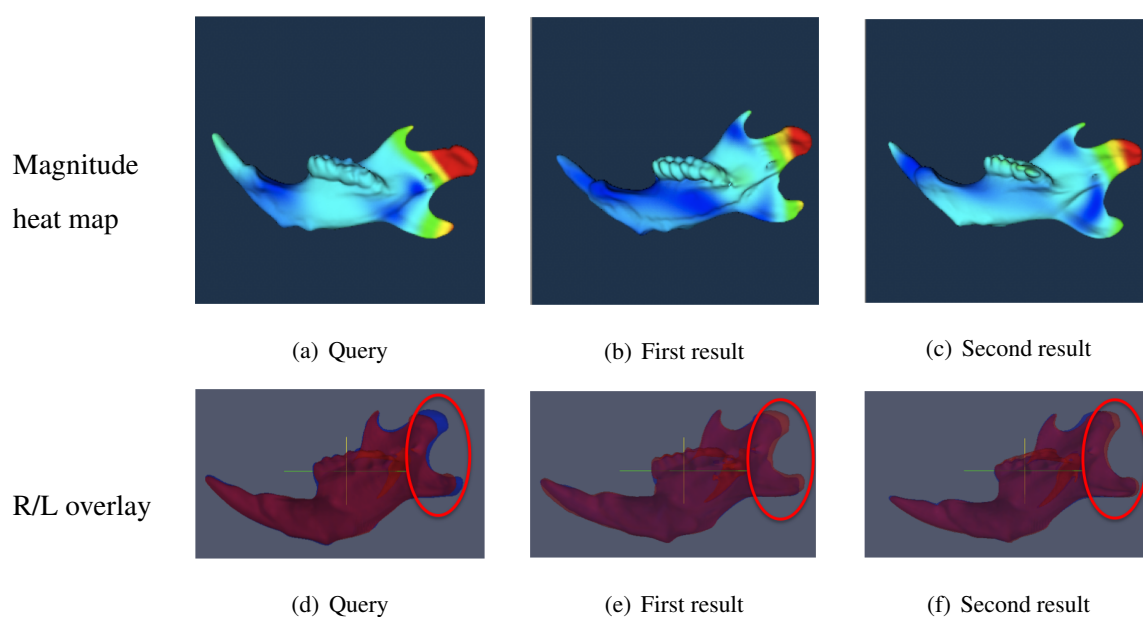 Magnitude
heat map
(a) Query
(b) First result
(c) Second result
R/L overlay
(d) Query
(e) First result
(f) Second result